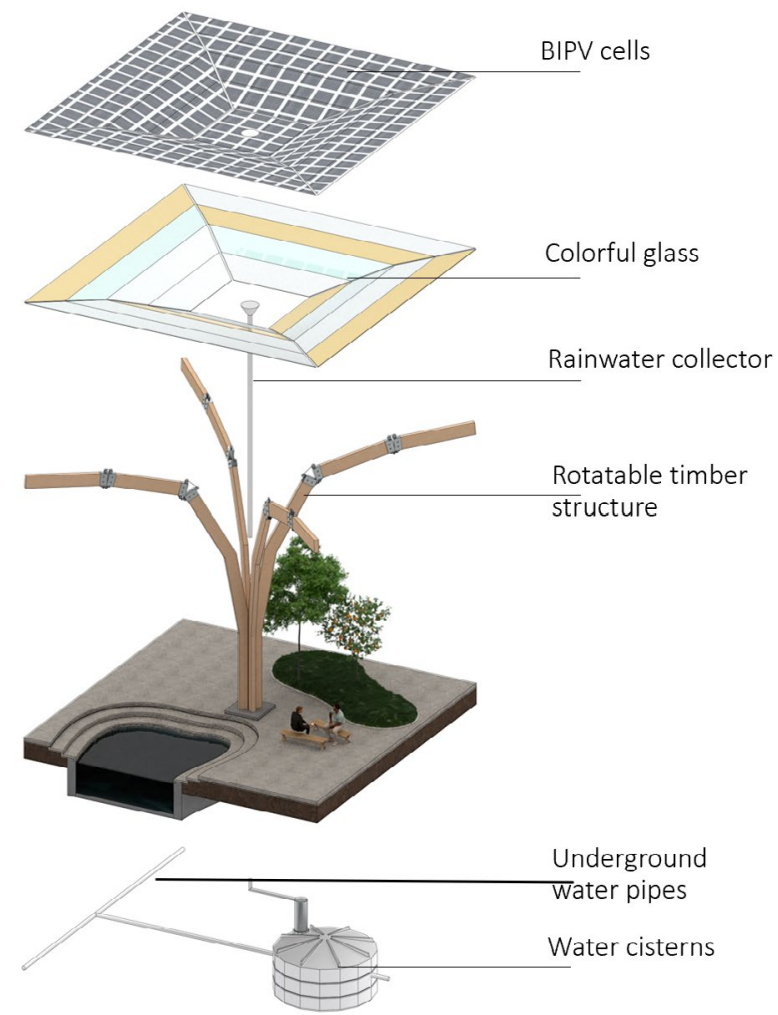 BIPV cells
Colorful glass
Rainwater collector
Rotatable timber
structure
Underground
water pipes
Water cisterns